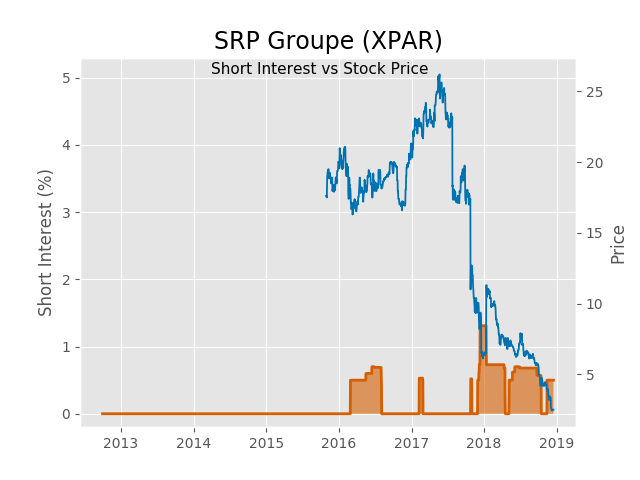 SRP Groupe (XPAR)
Short Interest vs Stock Price
Short Interest (%)
5
4
3
2
1
0
25
20
15
10
5
Price
2013 2014 2015 2016 2017 2018 2019